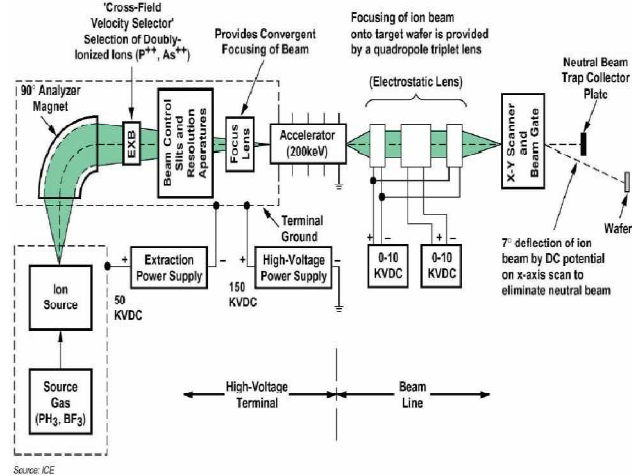 'Cross-Field
Velocity Selector'
Selection of Doubly-
Ionized Ions (P++, As++)
Provides Convergent
Focusing of Beam
Focusing of ion beam
onto target wafer is provided
by a quadropole triplet lens
(Electrostatic Lens)
Neutral Beam
Trap Collector
Plate
90° Analyzer
Magnet
EXB
Beam Control
Slits and
Resolution
Aperatures
Focus
Lens
Accelerator
(200keV)
X-Y Scanner
and
Beam Gate
Wafer
Terminal
Ground
7° deflection of ion
beam by DC potential
on x-axis scan to
eliminate neutral beam
Ion
Source
+
Extraction
Power Supply
–
50
KVDC
+
High-Voltage
Power Supply
–
150
KVDC
+ –
0-10
KVDC
+ –
0-10
KVDC
Source
Gas
(PH3, BF3)
High-Voltage
Terminal
Beam
Line
Source: ICE